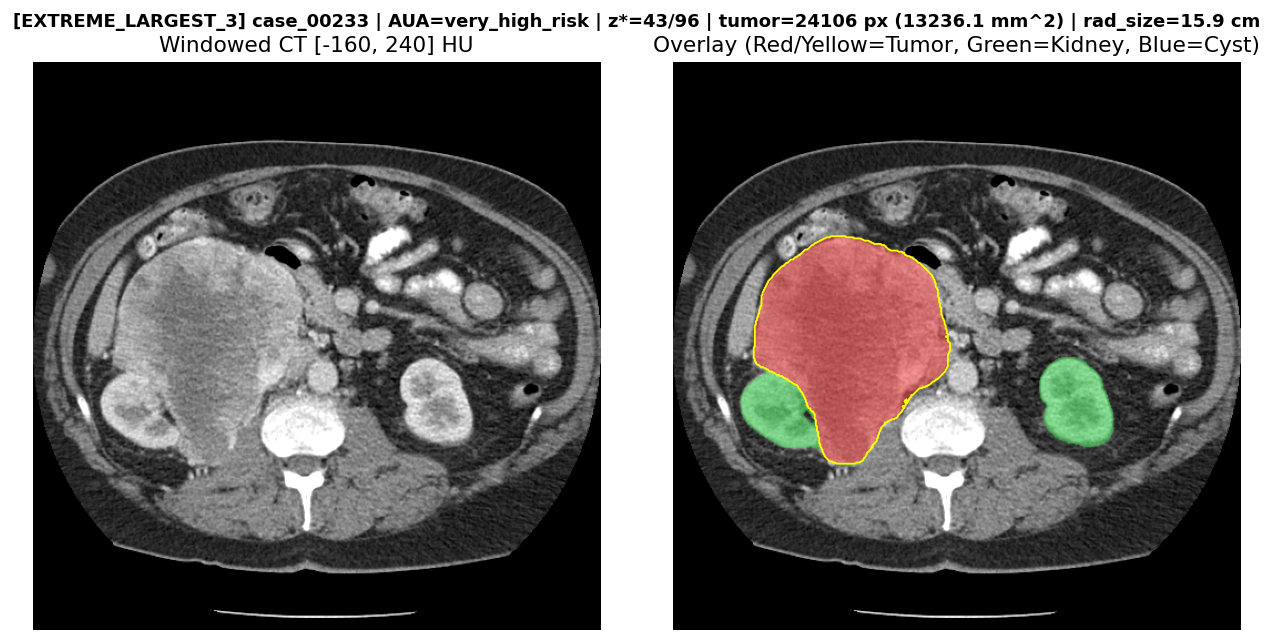 [EXTREME_LARGEST_3] case_00233 | AUA=very_high_risk | z*=43/96 | tumor=24106 px (13236.1 mm^2) | rad_size=15.9 cm
Windowed CT [-160, 240] HU
Overlay (Red/Yellow=Tumor, Green=Kidney, Blue=Cyst)